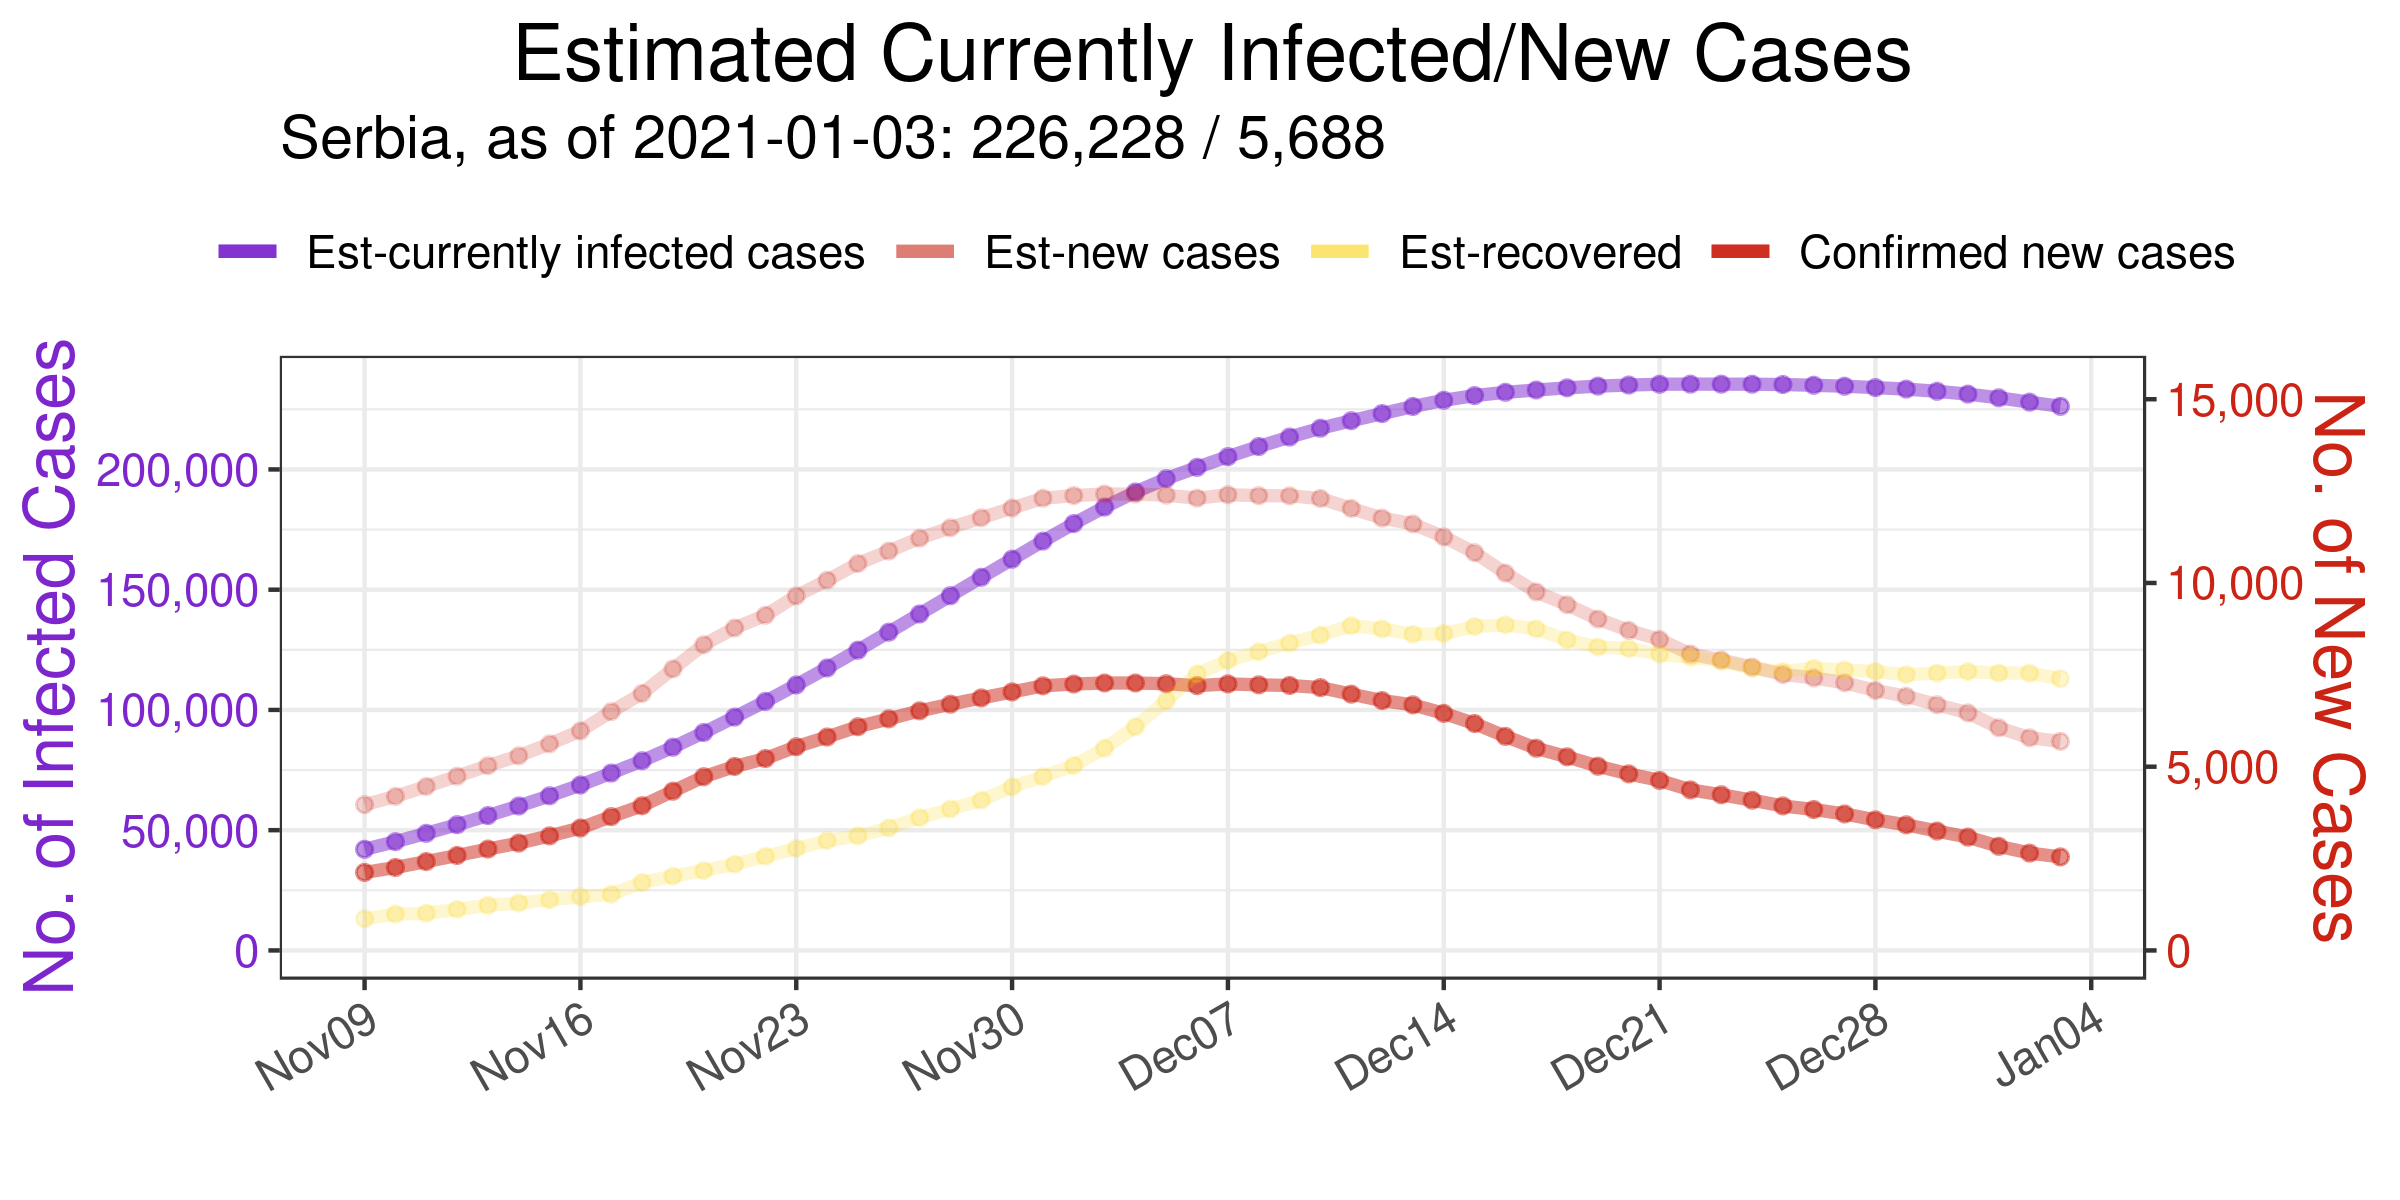 Estimated Currently Infected/New Cases
Serbia, as of 2021-01-03: 226,228 / 5,688
Est-currently infected cases Est-new cases Est-recovered Confirmed new cases
No. of Infected Cases
200,000
150,000
100,000
50,000
0
15,000
10,000
5,000
0
No. of New Cases
Nov09 Nov16 Nov23 Nov30 Dec07 Dec14 Dec21 Dec28 Jan04